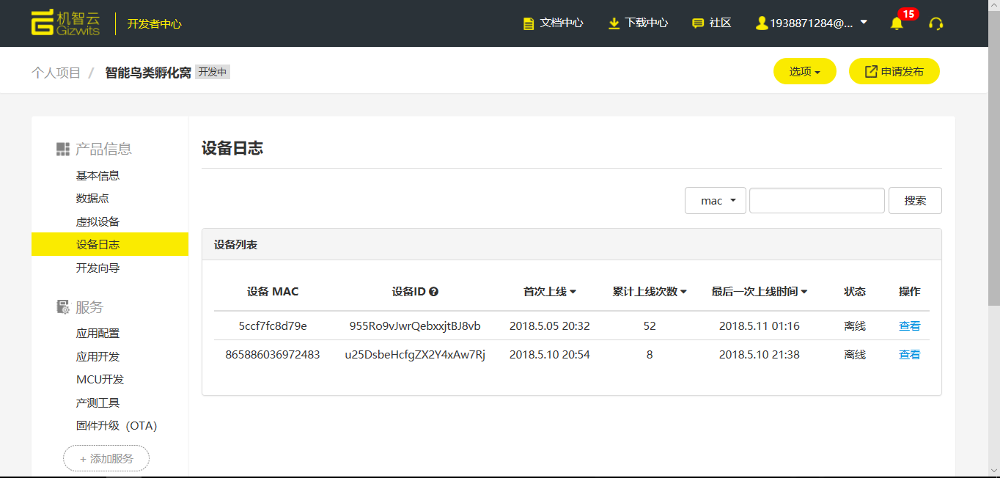 机智云
Gizwits
开发者中心
文档中心
下载中心
社区
1938871284@...
15
个人项目 / 智能鸟类孵化窝 开发中
选项
申请发布
产品信息
基本信息
数据点
虚拟设备
设备日志
开发向导
服务
应用配置
应用开发
MCU开发
产测工具
固件升级（OTA）
+ 添加服务
设备日志
mac
搜索
设备列表
设备 MAC 设备ID 首次上线 累计上线次数 最后一次上线时间 状态 操作
5ccf7fc8d79e 955Ro9vJwrQebxxjtBJ8vb 2018.5.05 20:32 52 2018.5.11 01:16 离线 查看
865886036972483 u25DsbeHcfgZX2Y4xAw7Rj 2018.5.10 20:54 8 2018.5.10 21:38 离线 查看